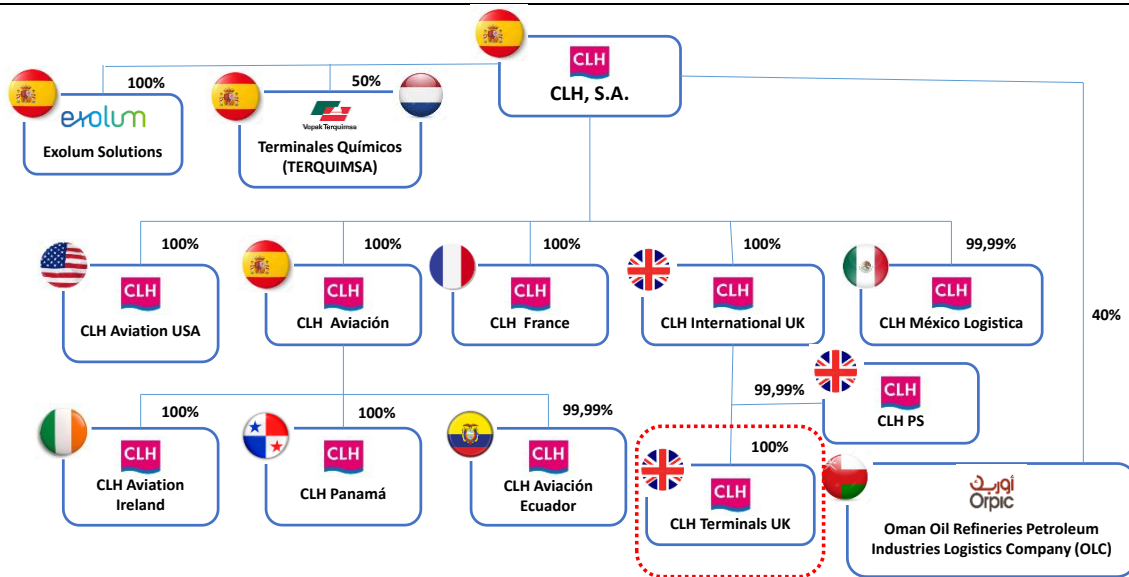 CLH
CLH, S.A.
100%
exolum
Exolum Solutions
50%
Vopak Terquimsa
Terminales Químicos
(TERQUIMSA)
100%
CLH
CLH Aviation USA
100%
CLH
CLH Aviación
100%
CLH
CLH France
100%
CLH
CLH International UK
99,99%
CLH
CLH México Logistica
40%
100%
CLH
CLH Aviation
Ireland
100%
CLH
CLH Panamá
99,99%
CLH
CLH Aviación
Ecuador
99,99%
CLH
CLH PS
100%
CLH
CLH Terminals UK
أوربك
Orpic
Oman Oil Refineries Petroleum
Industries Logistics Company (OLC)